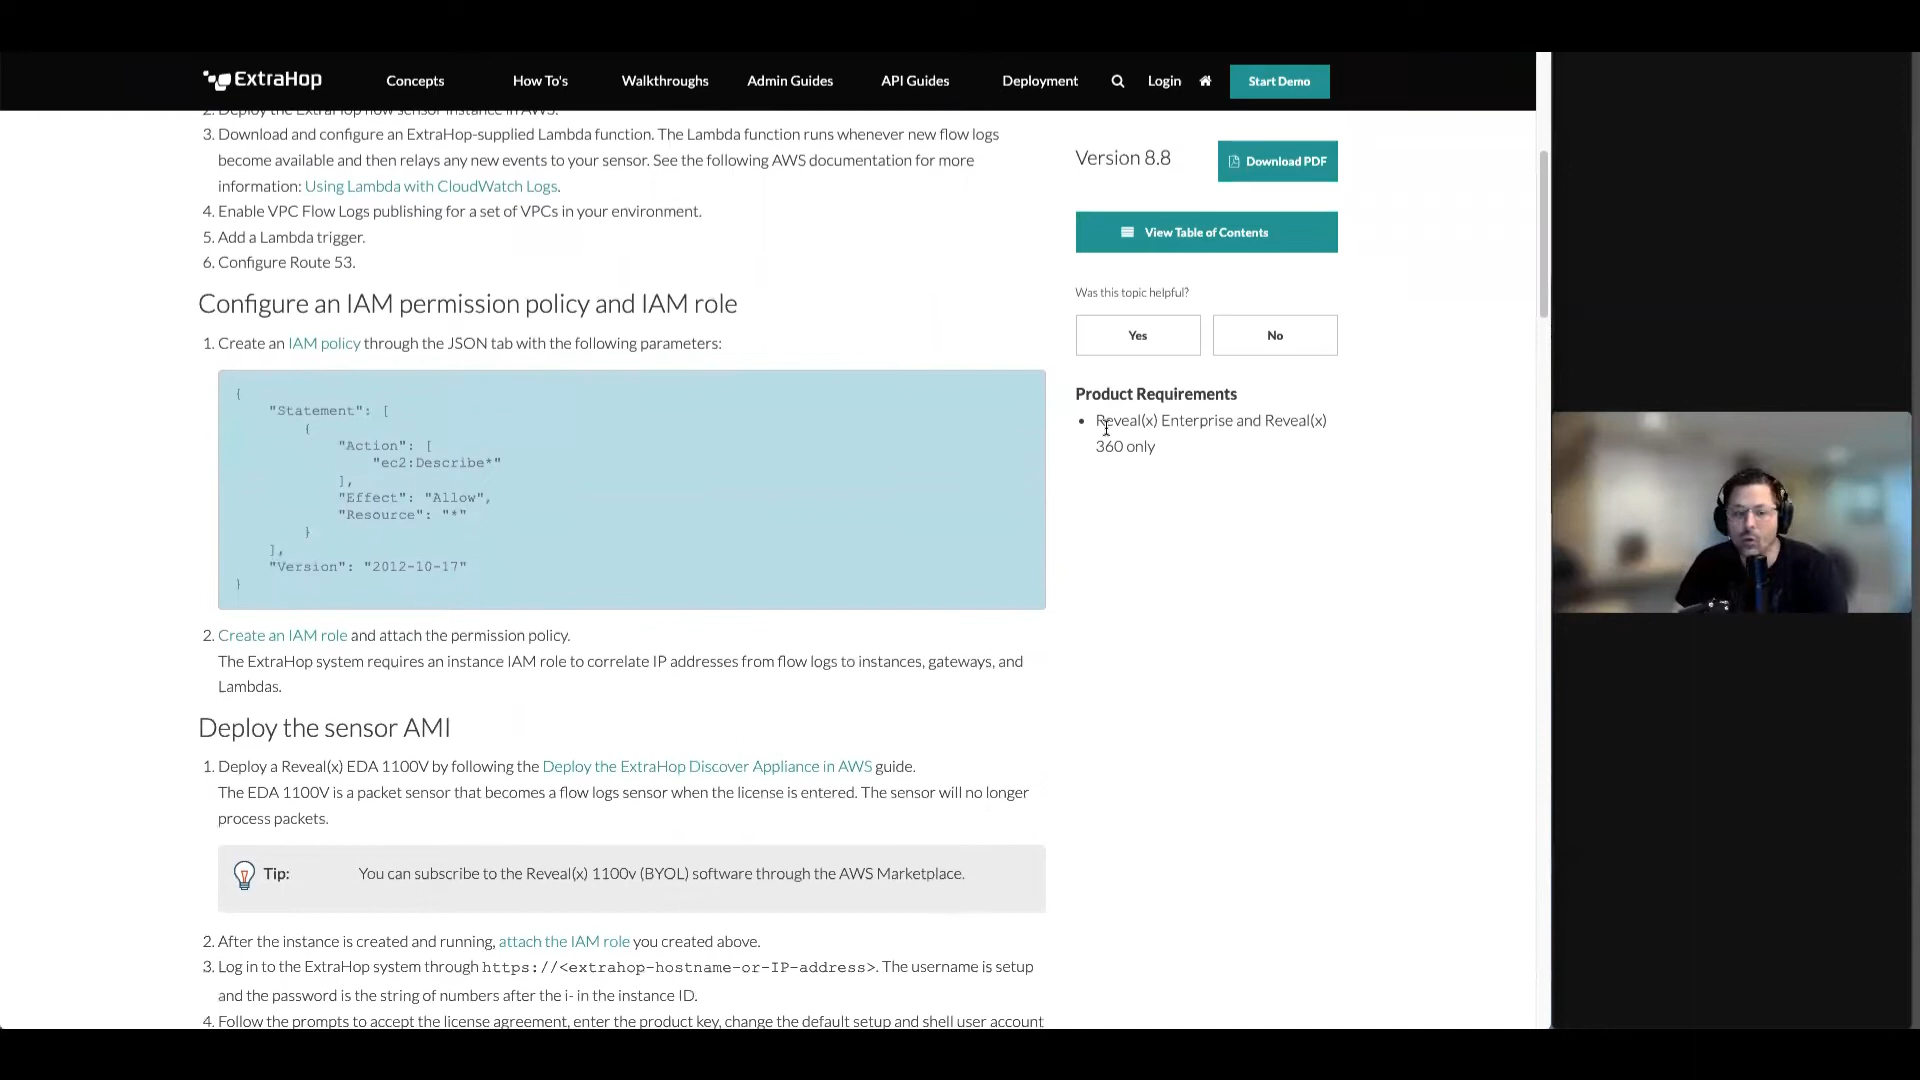 ExtraHop
Concepts
How To's
Walkthroughs
Admin Guides
API Guides
Deployment
Login
Start Demo
2. Deploy the ExtraHop flow sensor instance in AWS.
3. Download and configure an ExtraHop-supplied Lambda function. The Lambda function runs whenever new flow logs
become available and then relays any new events to your sensor. See the following AWS documentation for more
information: Using Lambda with CloudWatch Logs.
4. Enable VPC Flow Logs publishing for a set of VPCs in your environment.
5. Add a Lambda trigger.
6. Configure Route 53.
Configure an IAM permission policy and IAM role
1. Create an IAM policy through the JSON tab with the following parameters:
{
"Statement": [
{
"Action": [
"ec2:Describe*"
],
"Effect": "Allow",
"Resource": "*"
}
],
"Version": "2012-10-17"
}
2. Create an IAM role and attach the permission policy.
The ExtraHop system requires an instance IAM role to correlate IP addresses from flow logs to instances, gateways, and
Lambdas.
Deploy the sensor AMI
1. Deploy a Reveal(x) EDA 1100V by following the Deploy the ExtraHop Discover Appliance in AWS guide.
The EDA 1100V is a packet sensor that becomes a flow logs sensor when the license is entered. The sensor will no longer
process packets.
Tip: You can subscribe to the Reveal(x) 1100v (BYOL) software through the AWS Marketplace.
2. After the instance is created and running, attach the IAM role you created above.
3. Log in to the ExtraHop system through https://<extrahop-hostname-or-IP-address>. The username is setup
and the password is the string of numbers after the i- in the instance ID.
4. Follow the prompts to accept the license agreement, enter the product key, change the default setup and shell user account
Version 8.8
Download PDF
View Table of Contents
Was this topic helpful?
Yes
No
Product Requirements
• Reveal(x) Enterprise and Reveal(x)
360 only